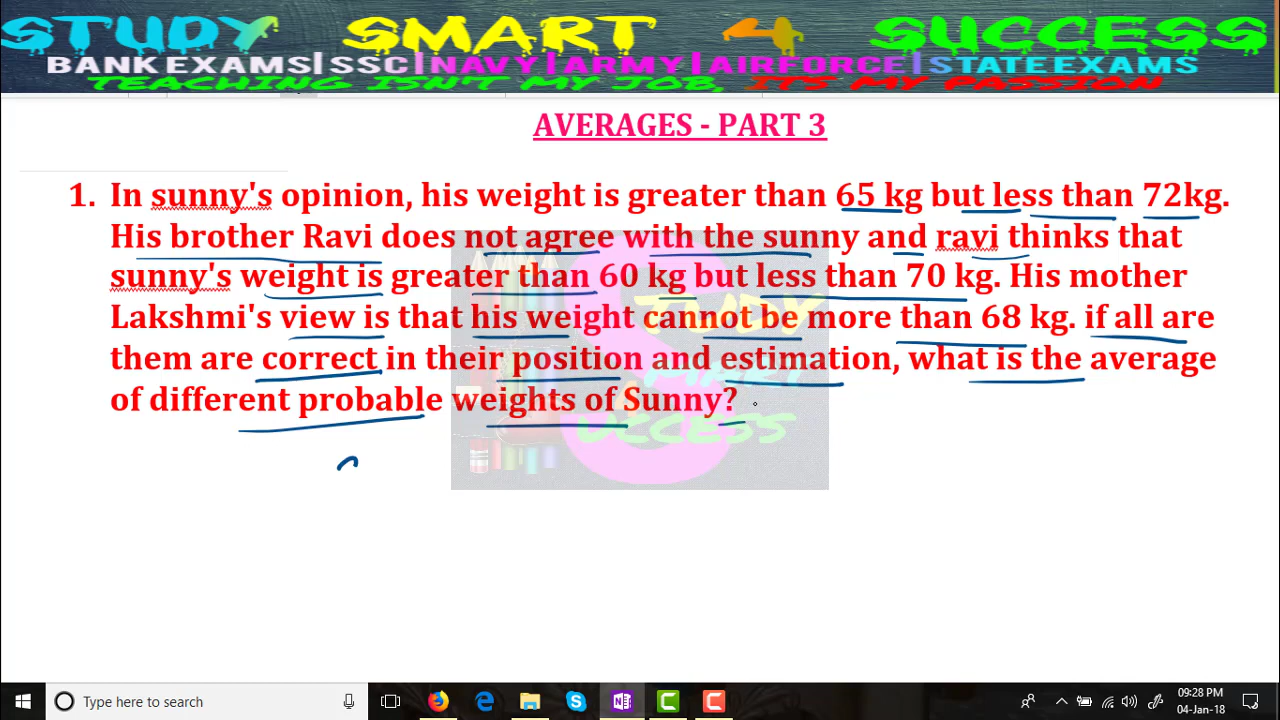 STUDY SMART 4 SUCCESS
BANK EXAMS|SSC|NAVY|ARMY|AIRFORCE|STATE EXAMS
TEACHING ISN'T MY JOB, IT'S MY PASSION
AVERAGES - PART 3
1. In sunny's opinion, his weight is greater than 65 kg but less than 72kg.
His brother Ravi does not agree with the sunny and ravi thinks that
sunny's weight is greater than 60 kg but less than 70 kg. His mother
Lakshmi's view is that his weight cannot be more than 68 kg. if all are
them are correct in their position and estimation, what is the average
of different probable weights of Sunny?
S
TUDY
MART
4
UCCESS
Type here to search
09:28 PM
04-Jan-18